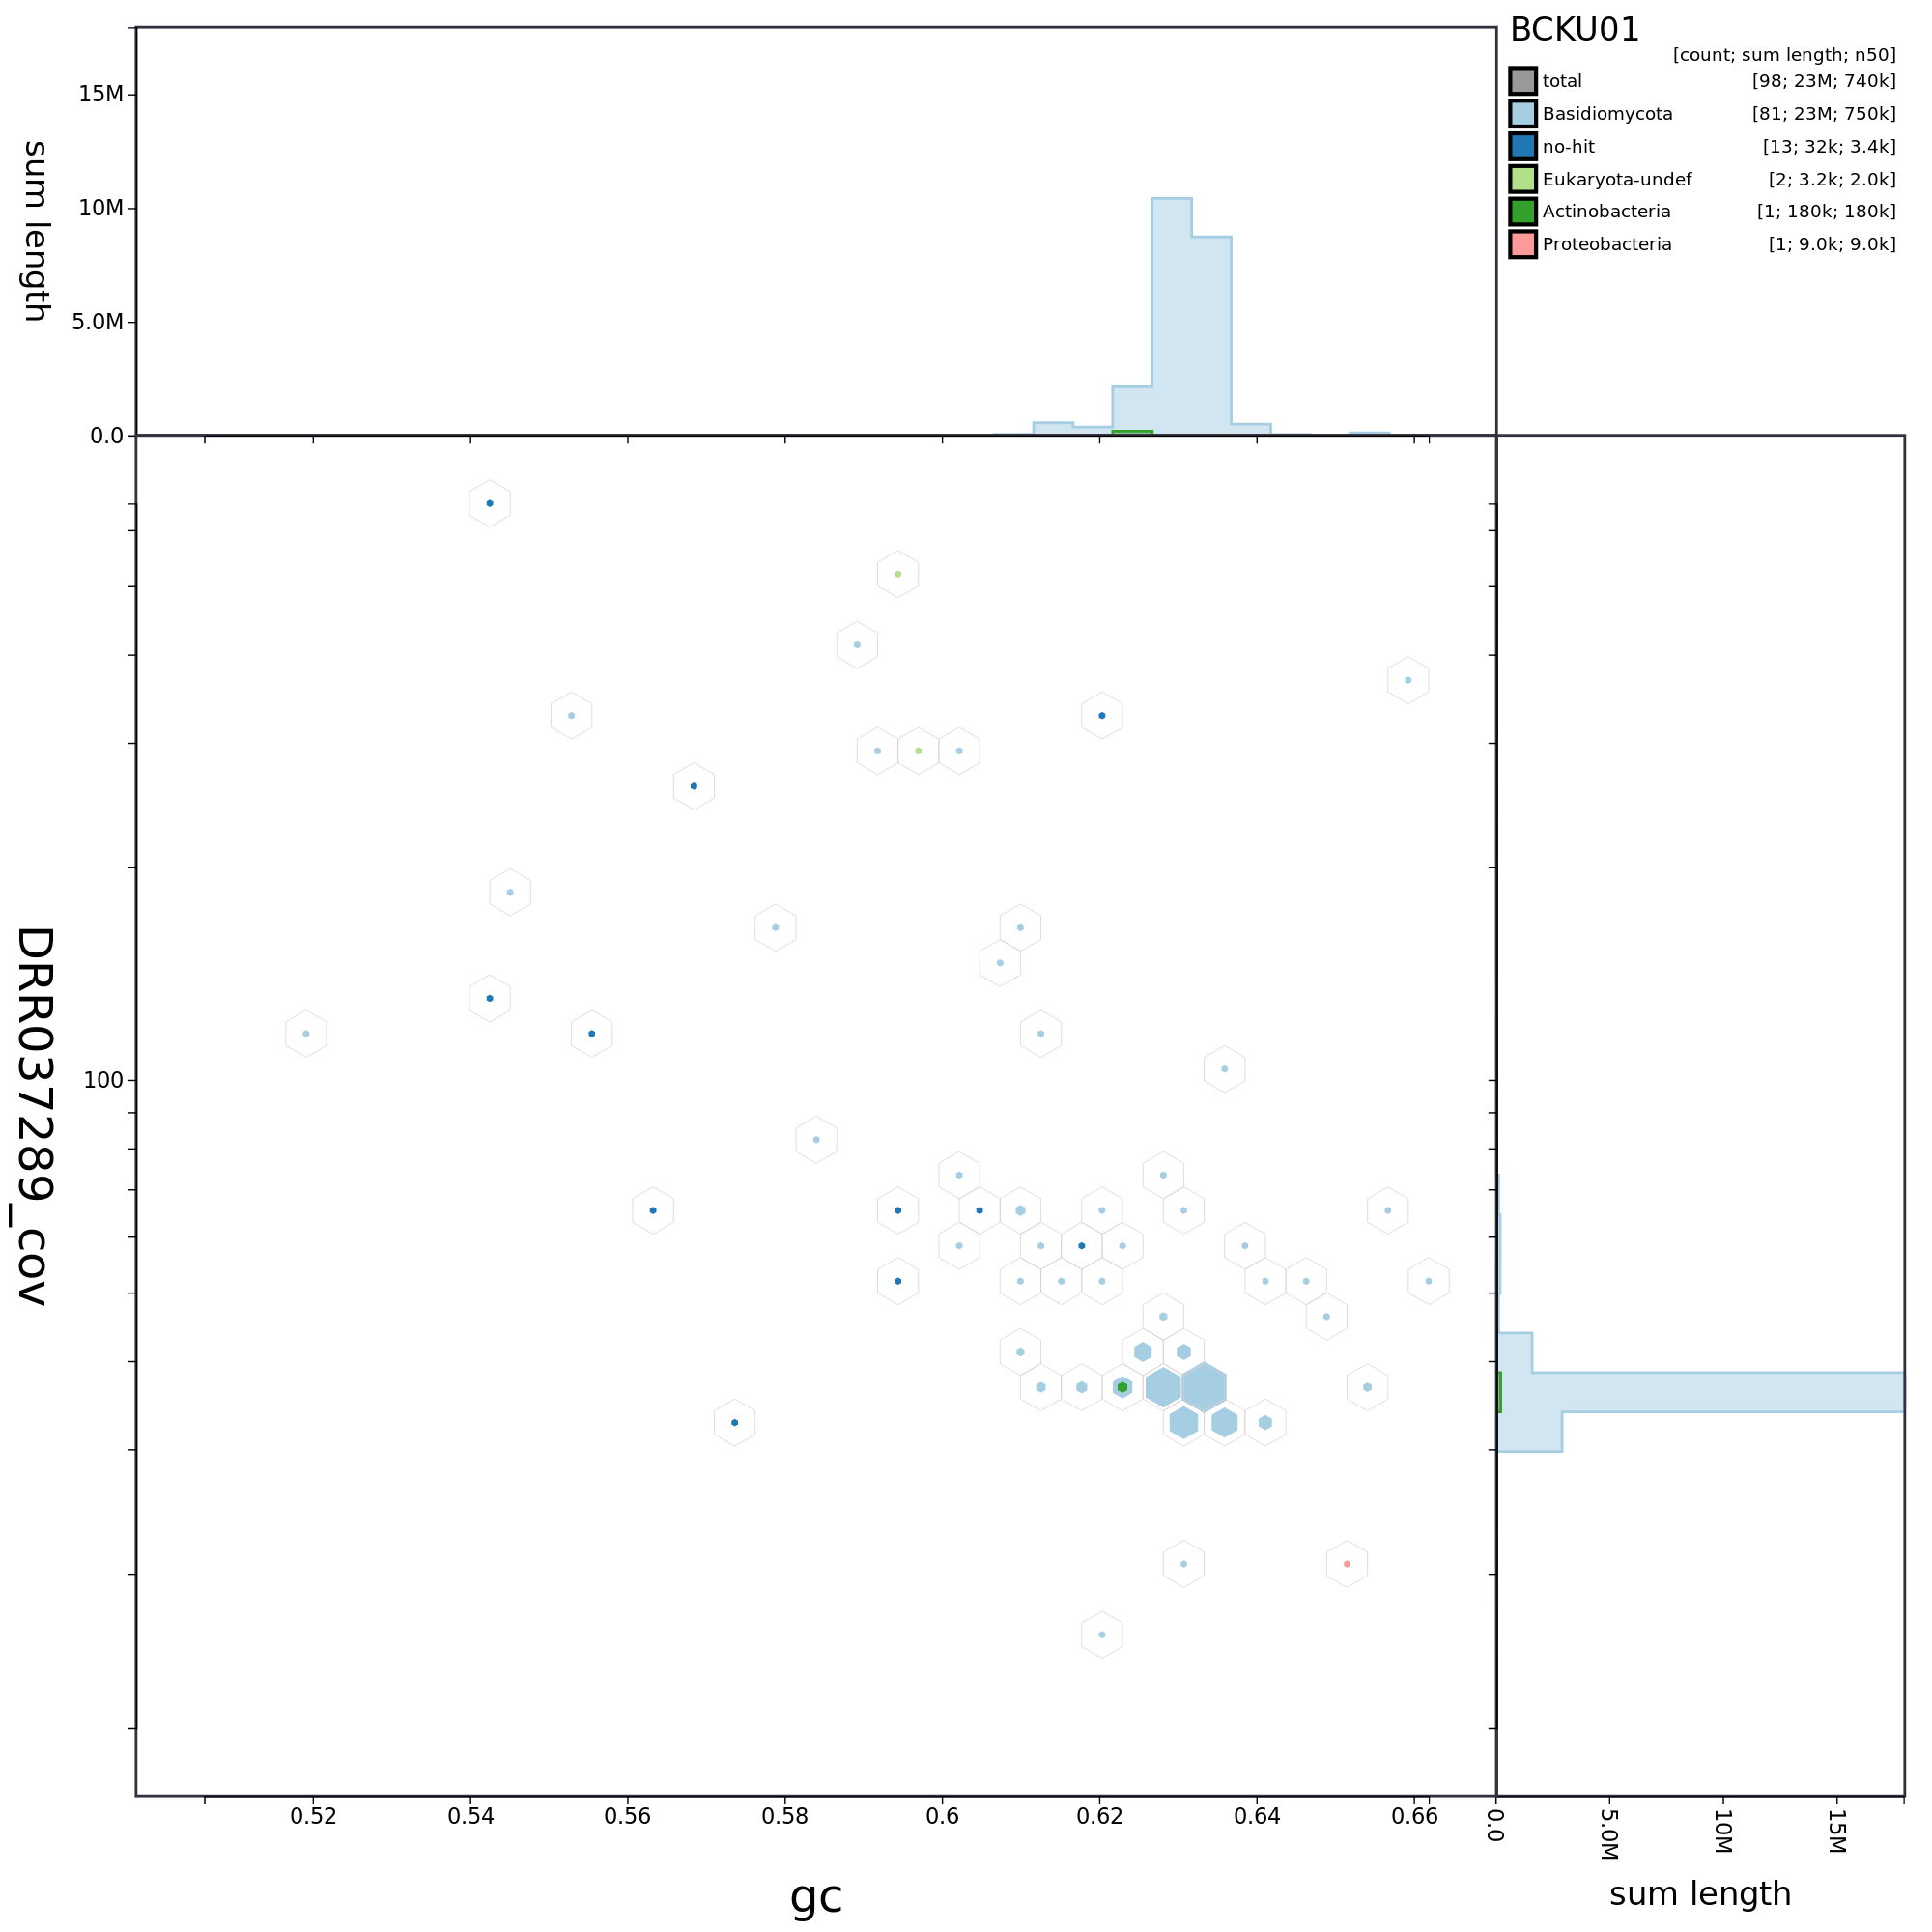 BCKU01
[count; sum length; n50]
total [98; 23M; 740k]
Basidiomycota [81; 23M; 750k]
no-hit [13; 32k; 3.4k]
Eukaryota-undef [2; 3.2k; 2.0k]
Actinobacteria [1; 180k; 180k]
Proteobacteria [1; 9.0k; 9.0k]
sum length
15M
10M
5.0M
0.0
DRR037289_cov
100
0.52 0.54 0.56 0.58 0.6 0.62 0.64 0.66
gc
0.0 5.0M 10M 15M
sum length